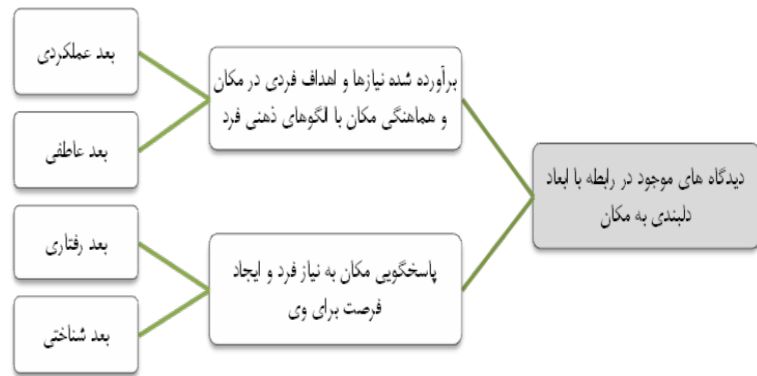 دیدگاه های موجود در رابطه با ابعاد
دلبندی به مکان
برآورده شده نیازها و اهداف فردی در مکان
و هماهنگی مکان با الگوهای ذهنی فرد
بعد عملکردی
بعد عاطفی
پاسخگویی مکان به نیاز فرد و ایجاد
فرصت برای وی
بعد رفتاری
بعد شناختی